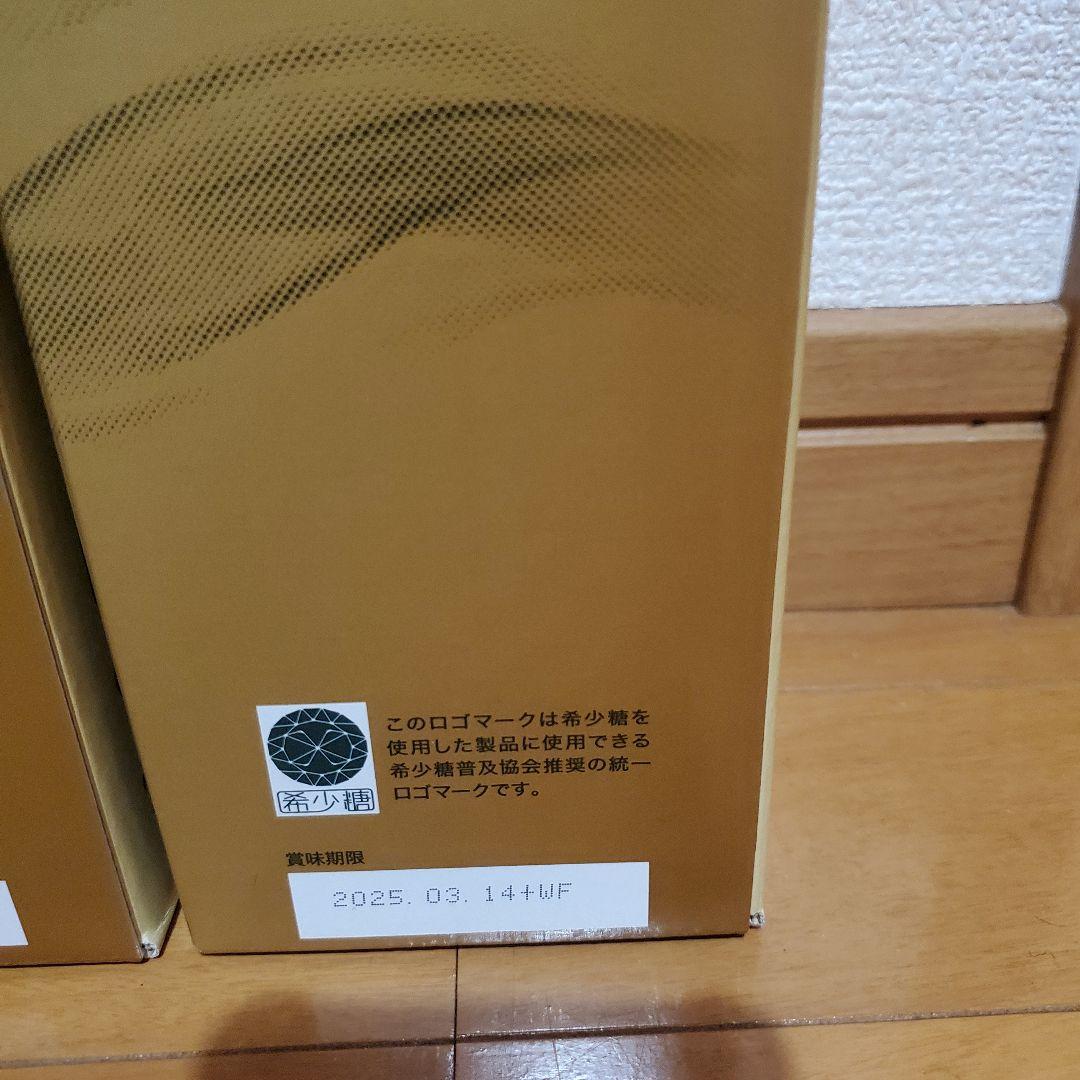 このロゴマークは希少糖を
使用した製品に使用できる
希少糖普及協会推奨の統一
ロゴマークです。
希少糖
賞味期限
2025. 03. 14+WF